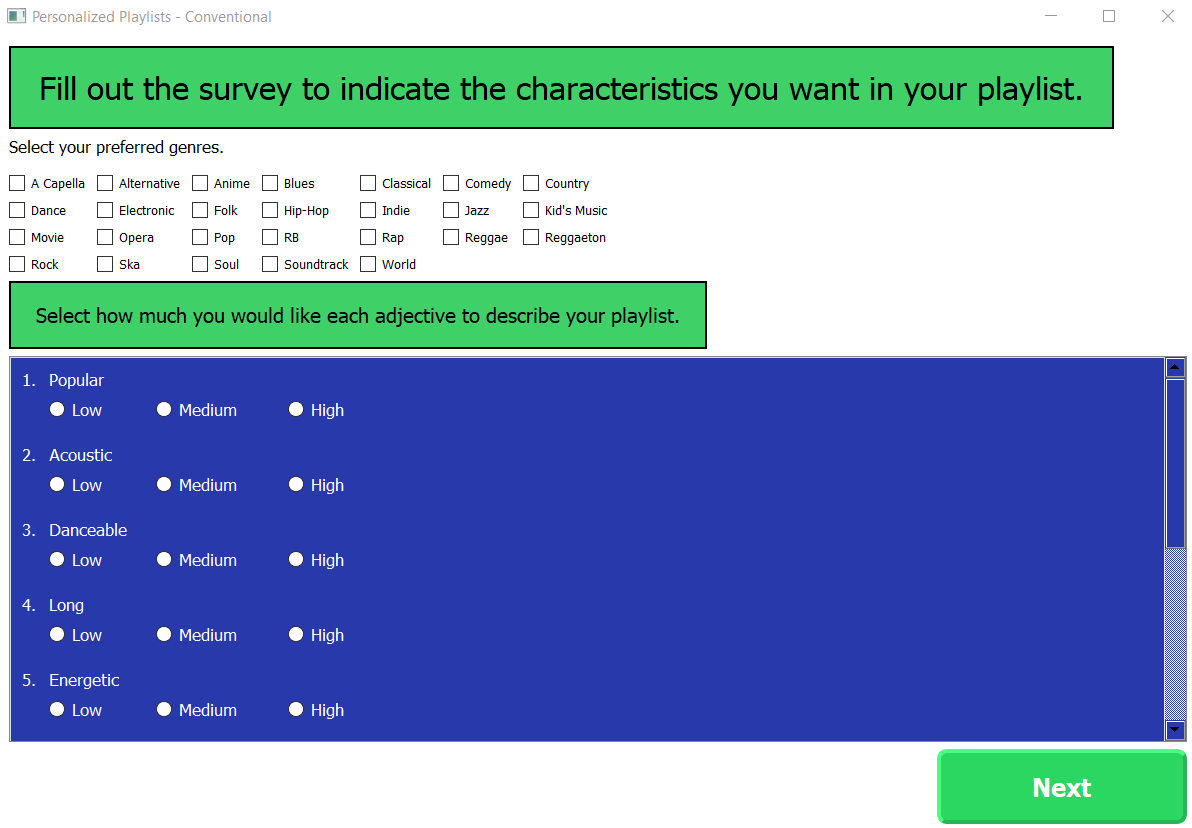 Personalized Playlists - Conventional
Fill out the survey to indicate the characteristics you want in your playlist.
Select your preferred genres.
A Capella Alternative Anime Blues Classical Comedy Country
Dance Electronic Folk Hip-Hop Indie Jazz Kid's Music
Movie Opera Pop RB Rap Reggae Reggaeton
Rock Ska Soul Soundtrack World
Select how much you would like each adjective to describe your playlist.
1. Popular
Low Medium High
2. Acoustic
Low Medium High
3. Danceable
Low Medium High
4. Long
Low Medium High
5. Energetic
Low Medium High
Next